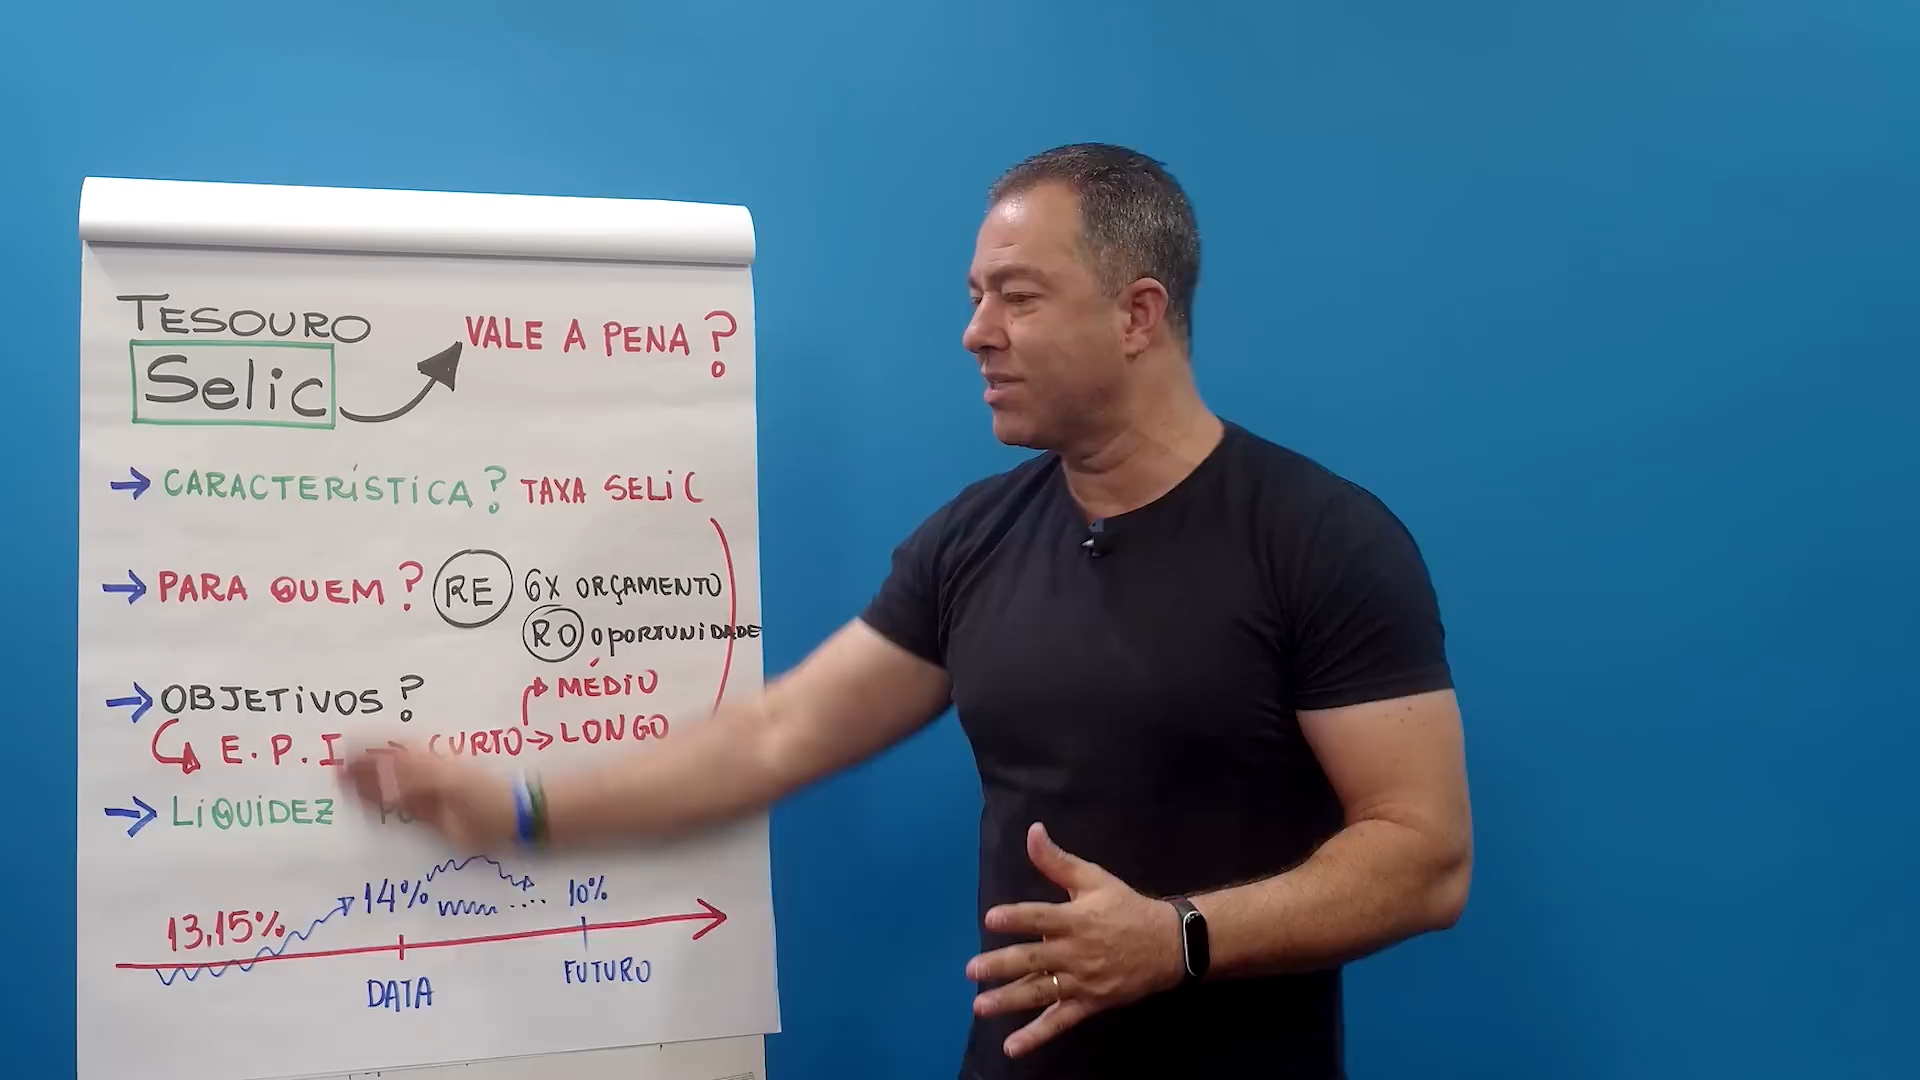 TESOURO
Selic
VALE A PENA?
→ CARACTERÍSTICA? TAXA SELIC
→ PARA QUEM? RE 6X ORÇAMENTO
RO OPORTUNIDADE
→ OBJETIVOS? MÉDIO
E.P.I → CURTO → LONGO
→ LIQUIDEZ
13,15% 14% 10%
DATA FUTURO